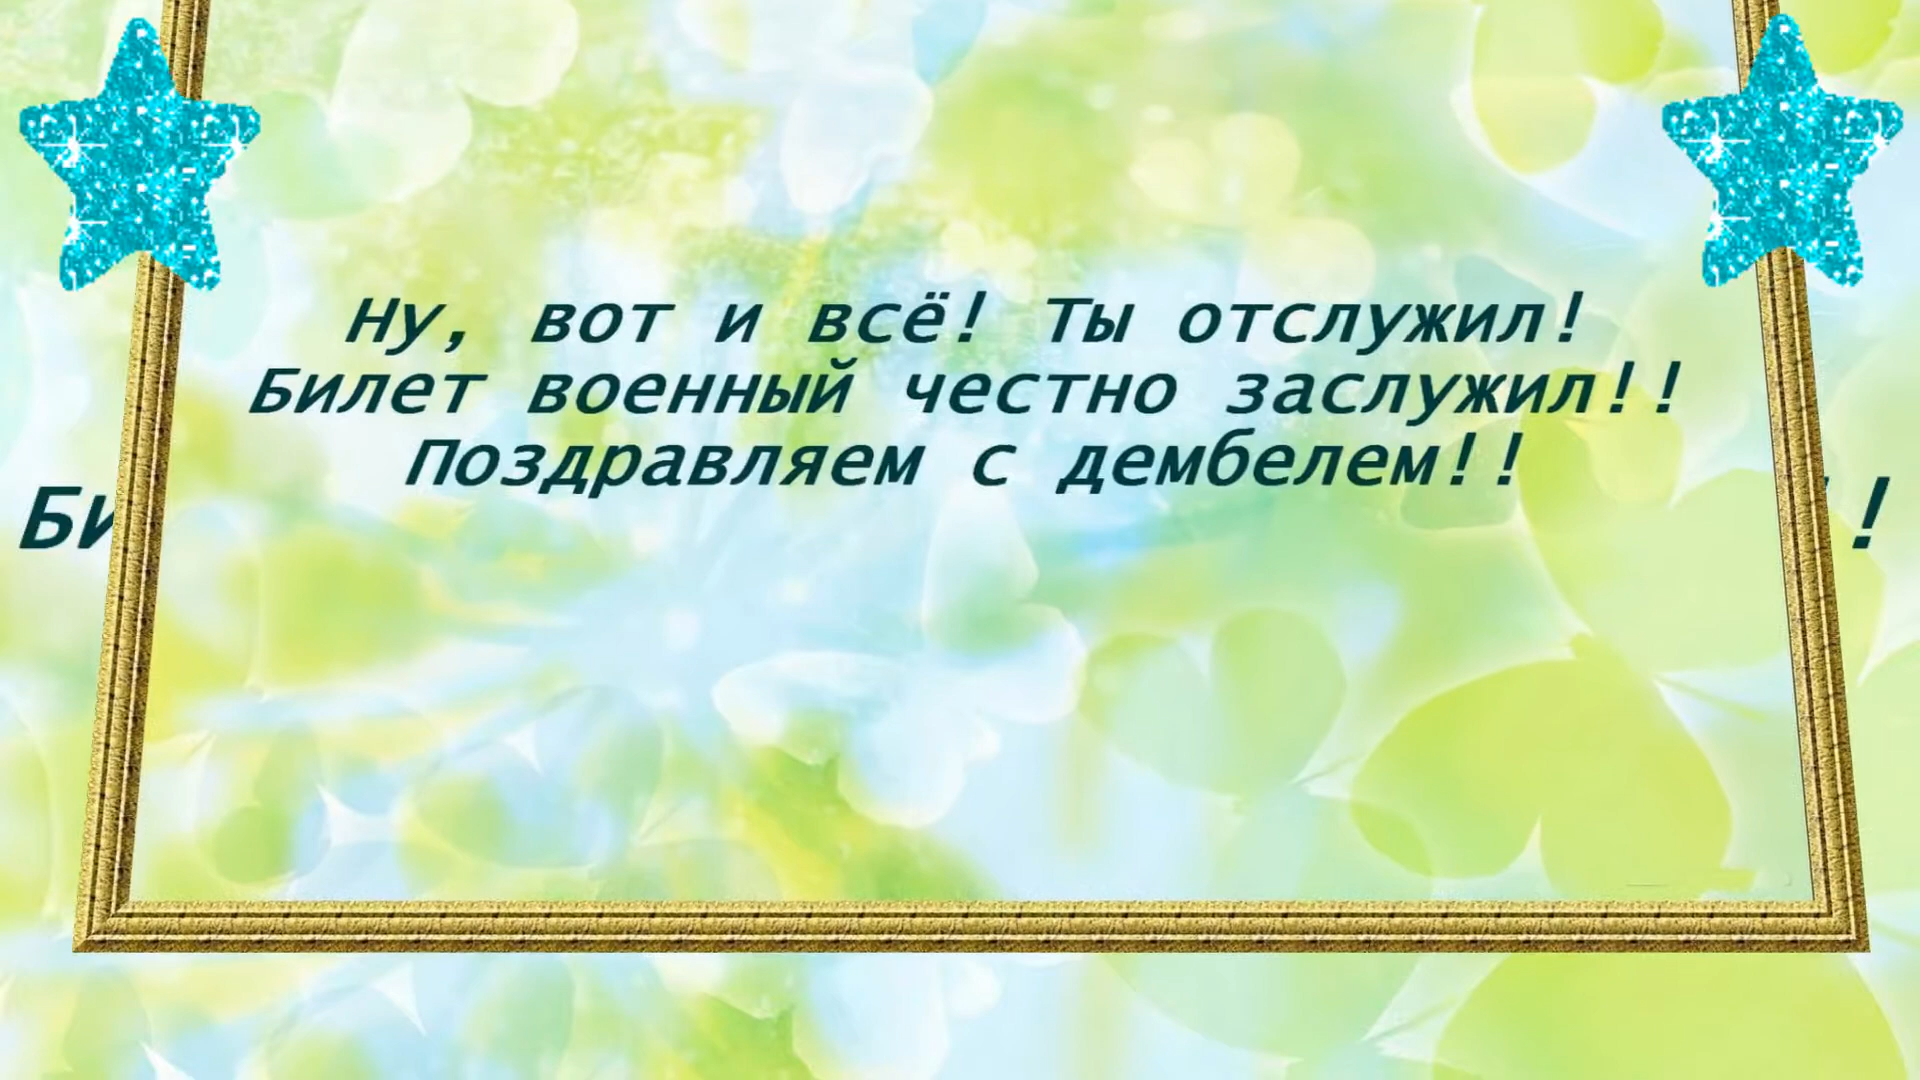 Ну, вот и всё! Ты отслужил!
Билет военный честно заслужил!!
Поздравляем с дембелем!!